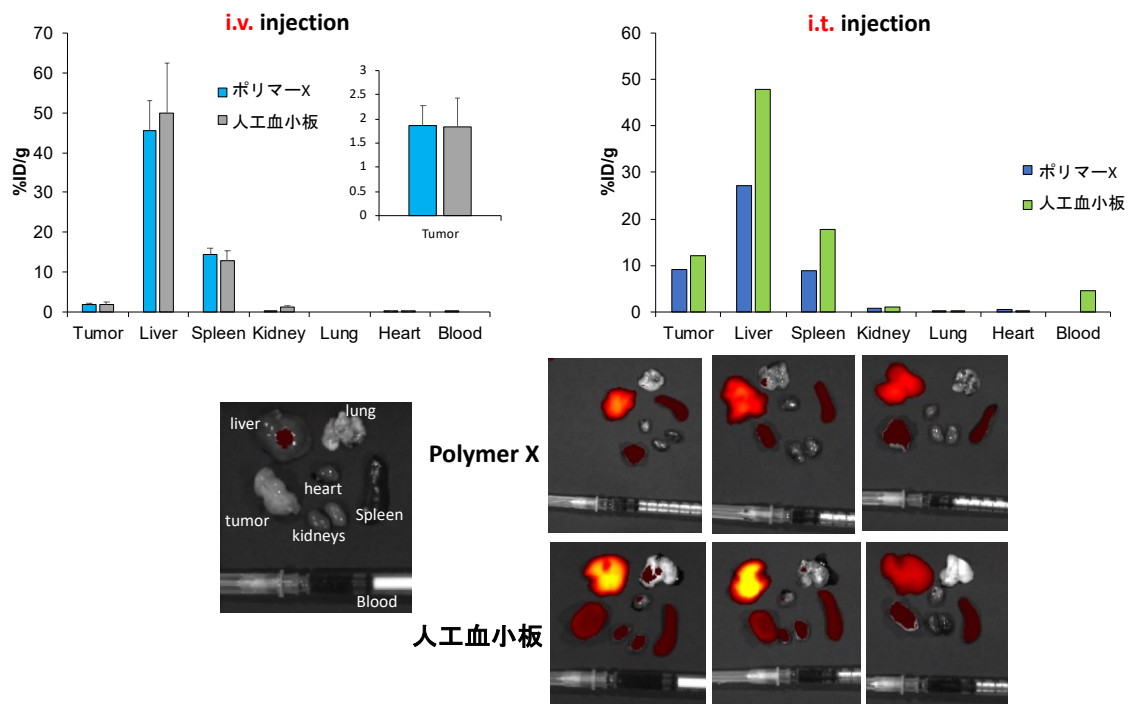 i.v. injection
70
60
50
40
30
20
10
0
%ID/g
ポリマーX
人工血小板
3
2.5
2
1.5
1
0.5
0
Tumor
Tumor Liver Spleen Kidney Lung Heart Blood
i.t. injection
60
50
40
30
20
10
0
%ID/g
ポリマーX
人工血小板
Tumor Liver Spleen Kidney Lung Heart Blood
liver
lung
heart
tumor
Spleen
kidneys
Blood
Polymer X
人工血小板